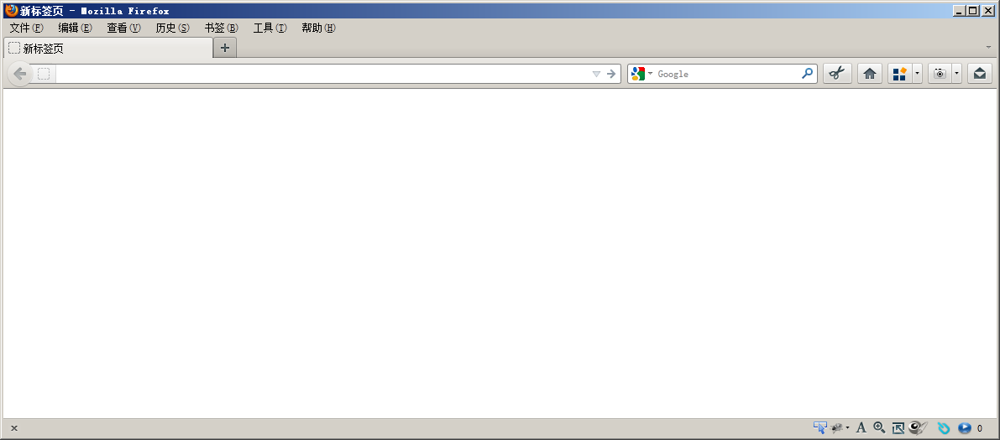 新标签页 - Mozilla Firefox
文件(F) 编辑(E) 查看(V) 历史(S) 书签(B) 工具(T) 帮助(H)
新标签页
Google
A
0